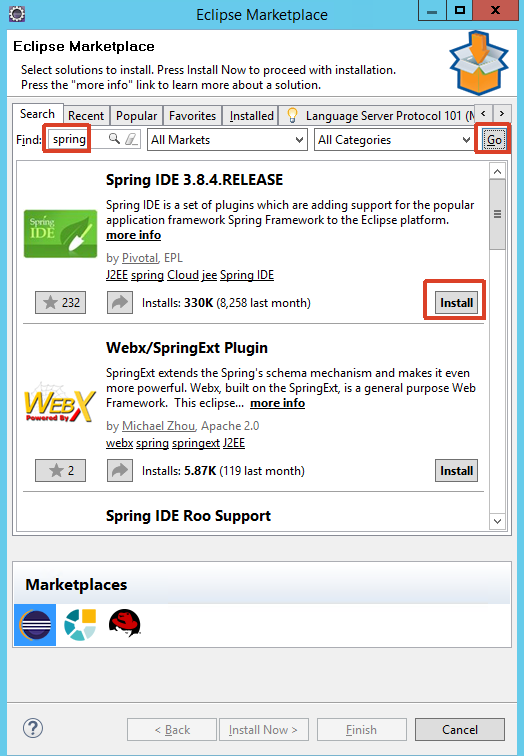 Eclipse Marketplace
Eclipse Marketplace
Select solutions to install. Press Install Now to proceed with installation.
Press the "more info" link to learn more about a solution.
Search Recent Popular Favorites Installed Language Server Protocol 101 (M
Find: spring All Markets All Categories Go
Spring IDE 3.8.4.RELEASE
Spring IDE
Spring IDE is a set of plugins which are adding support for the popular
application framework Spring Framework to the Eclipse platform.
more info
by Pivotal, EPL
J2EE spring Cloud jee Spring IDE
232 Installs: 330K (8,258 last month) Install
Webx/SpringExt Plugin
WEBX
Powered By
SpringExt extends the Spring's schema mechanism and makes it even
more powerful. Webx, built on the SpringExt, is a general purpose Web
Framework. This eclipse... more info
by Michael Zhou, Apache 2.0
webx spring springext J2EE
2 Installs: 5.87K (119 last month) Install
Spring IDE Roo Support
Marketplaces
? < Back Install Now > Finish Cancel